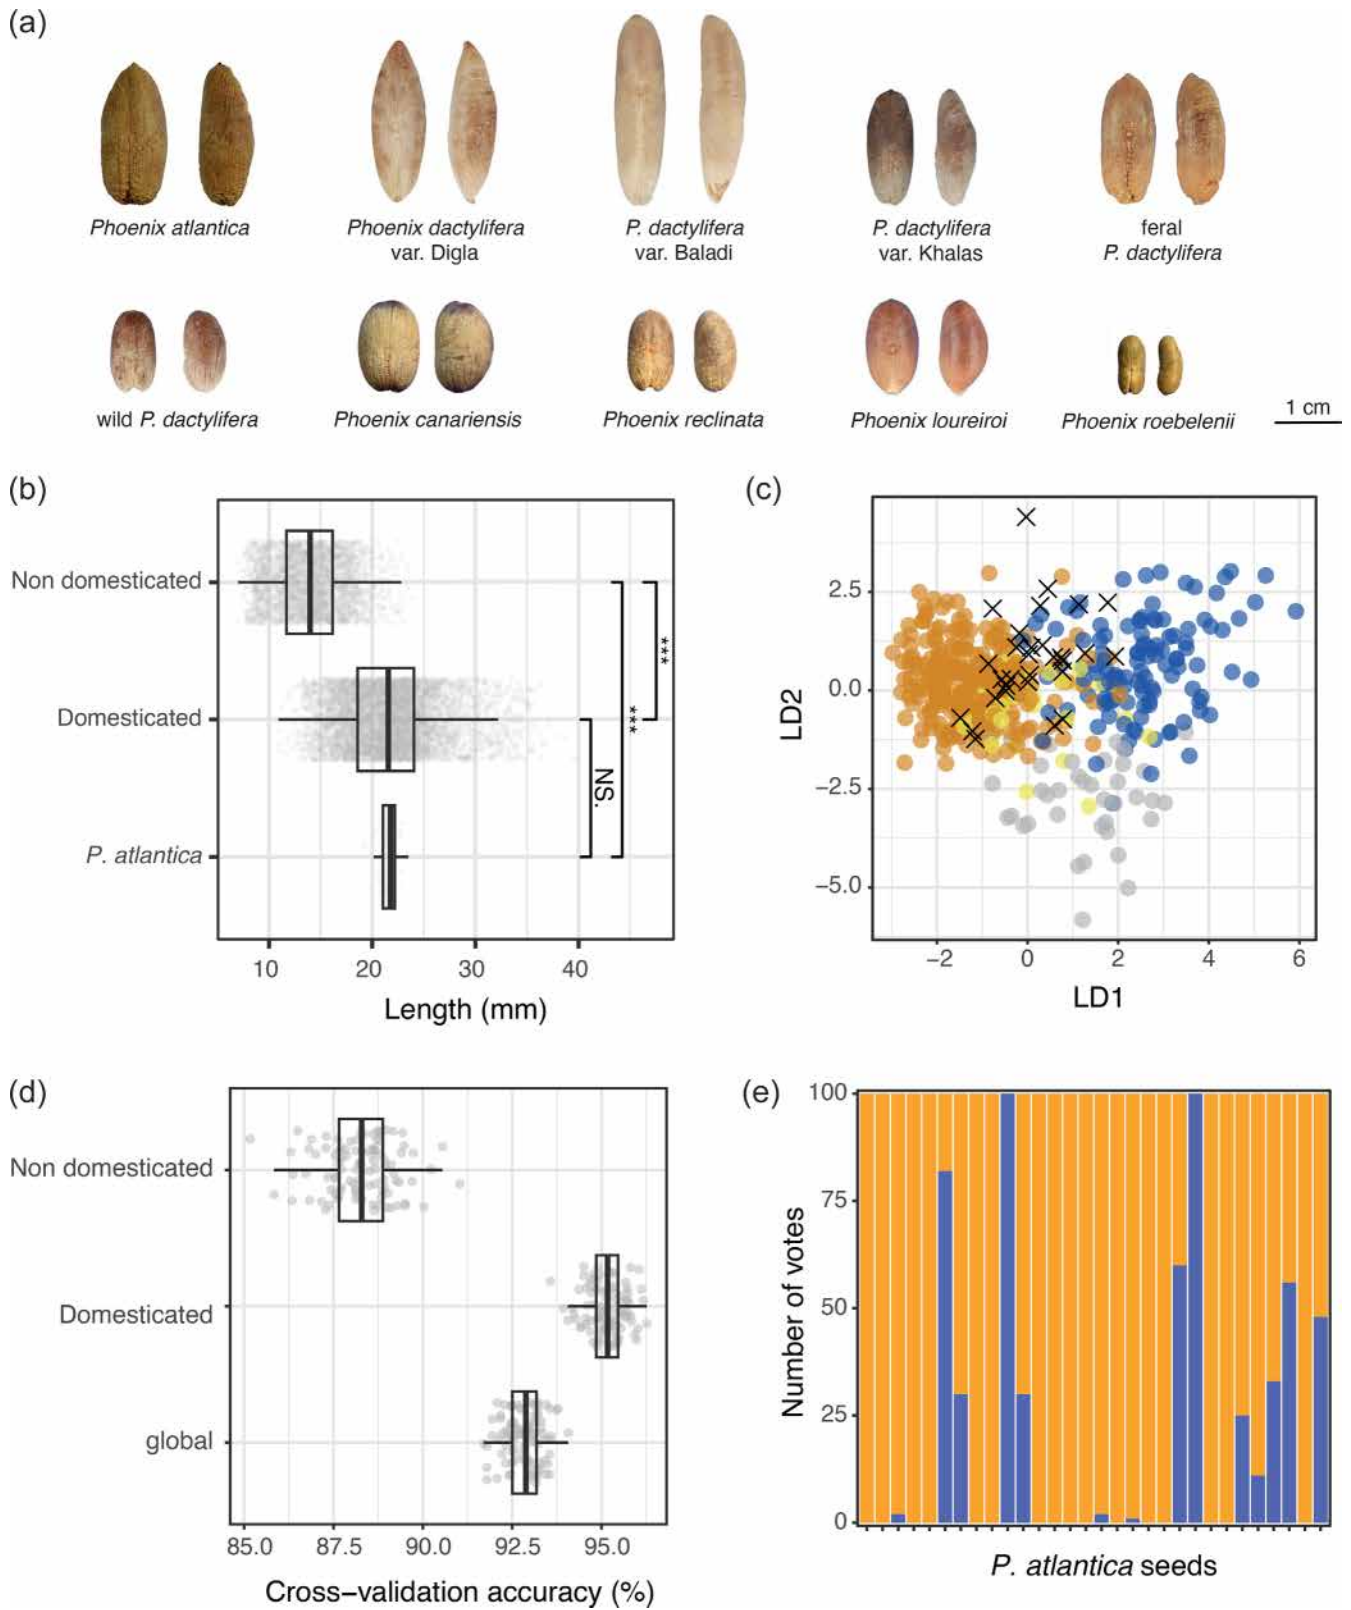 (a)
Phoenix atlantica
Phoenix dactylifera
var. Digla
P. dactylifera
var. Baladi
P. dactylifera
var. Khalas
feral
P. dactylifera
wild P. dactylifera
Phoenix canariensis
Phoenix reclinata
Phoenix loureiroi
Phoenix roebelenii
1 cm
(b)
Non domesticated
Domesticated
P. atlantica
***
***
NS.
10 20 30 40
Length (mm)
(c)
LD2
2.5
0.0
−2.5
−5.0
−2 0 2 4 6
LD1
(d)
Non domesticated
Domesticated
global
85.0 87.5 90.0 92.5 95.0
Cross−validation accuracy (%)
(e)
Number of votes
100
75
50
25
0
P. atlantica seeds